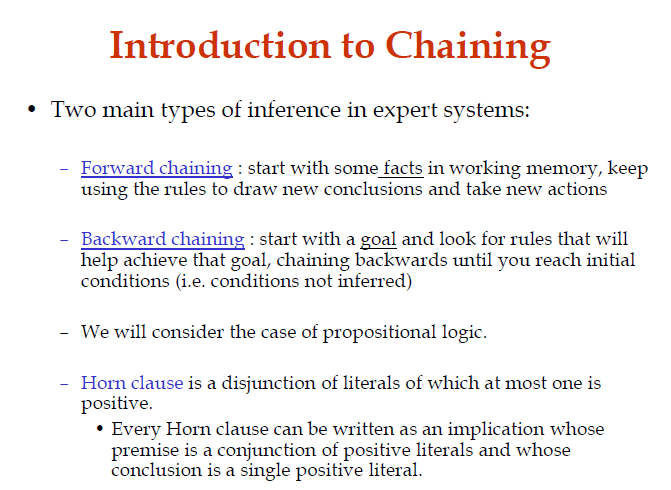 Introduction to Chaining
• Two main types of inference in expert systems:
– Forward chaining : start with some facts in working memory, keep
using the rules to draw new conclusions and take new actions
– Backward chaining : start with a goal and look for rules that will
help achieve that goal, chaining backwards until you reach initial
conditions (i.e. conditions not inferred)
– We will consider the case of propositional logic.
– Horn clause is a disjunction of literals of which at most one is
positive.
• Every Horn clause can be written as an implication whose
premise is a conjunction of positive literals and whose
conclusion is a single positive literal.